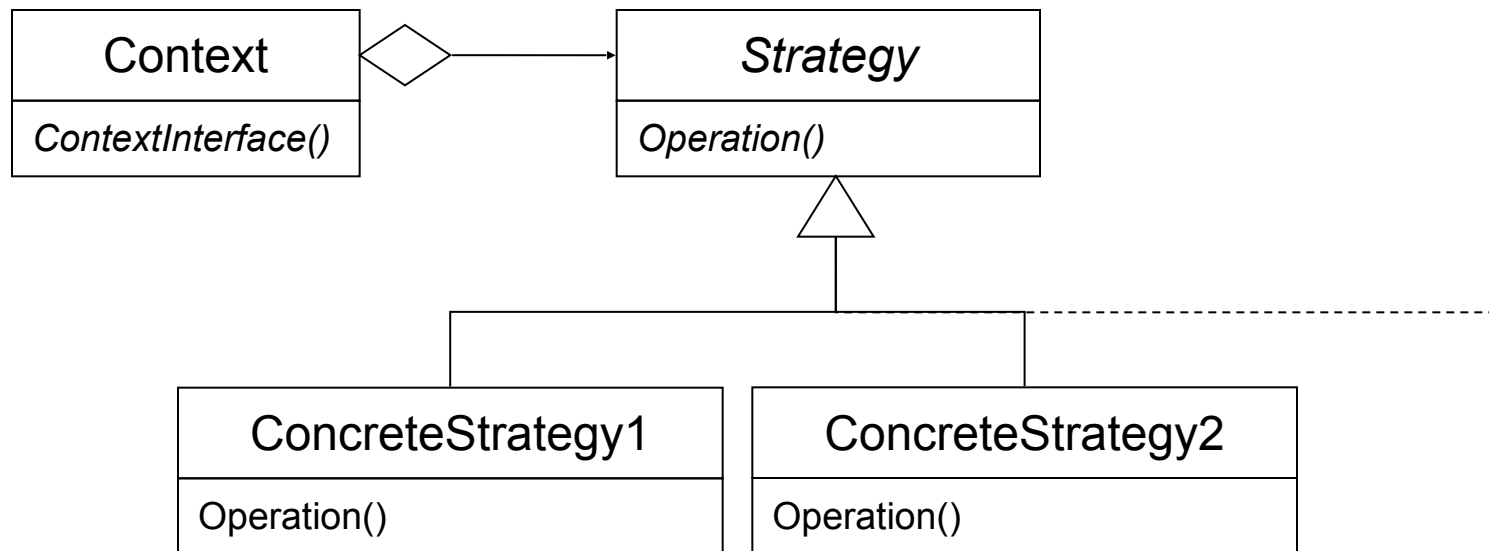 Context
Strategy
ContextInterface()
Operation()
ConcreteStrategy1
ConcreteStrategy2
Operation()
Operation()